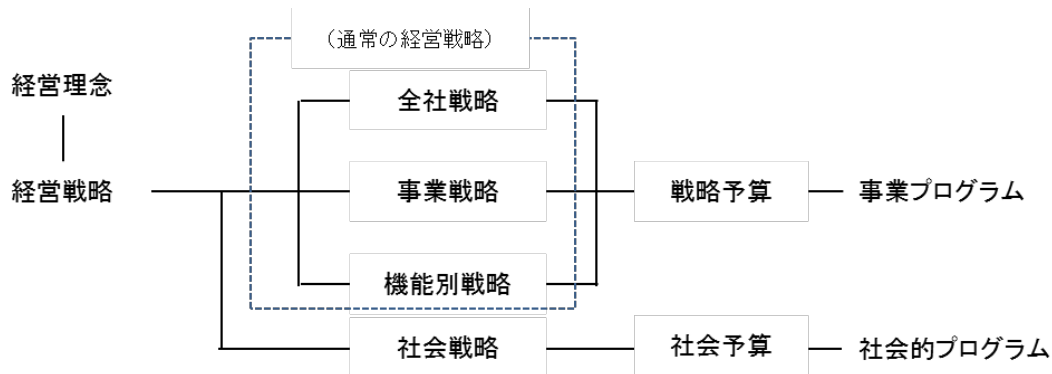 (通常の経営戦略)
経営理念
全社戦略
経営戦略
事業戦略
戦略予算
事業プログラム
機能別戦略
社会戦略
社会予算
社会的プログラム